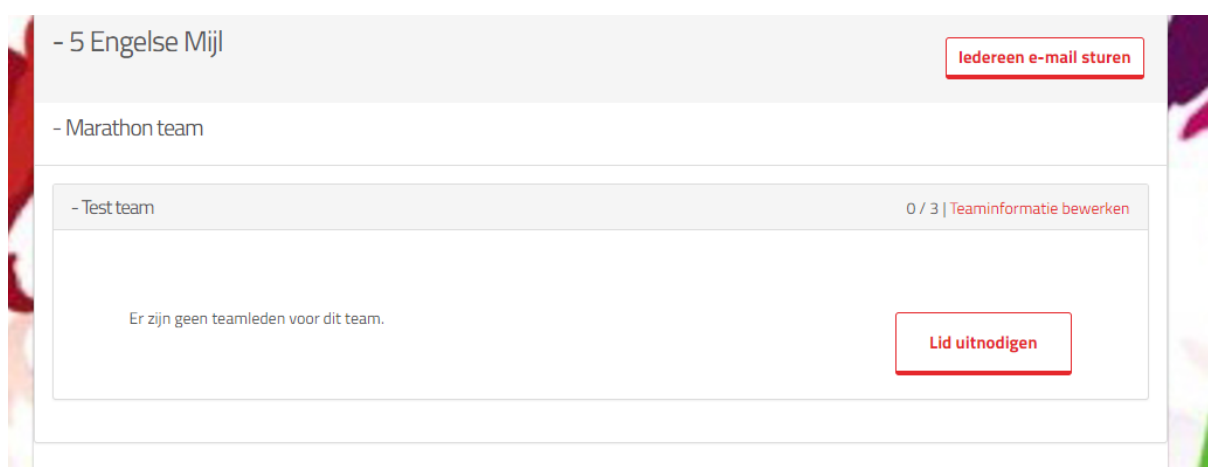 - 5 Engelse Mijl
Iedereen e-mail sturen
- Marathon team
- Test team
0 / 3 | Teaminformatie bewerken
Er zijn geen teamleden voor dit team.
Lid uitnodigen